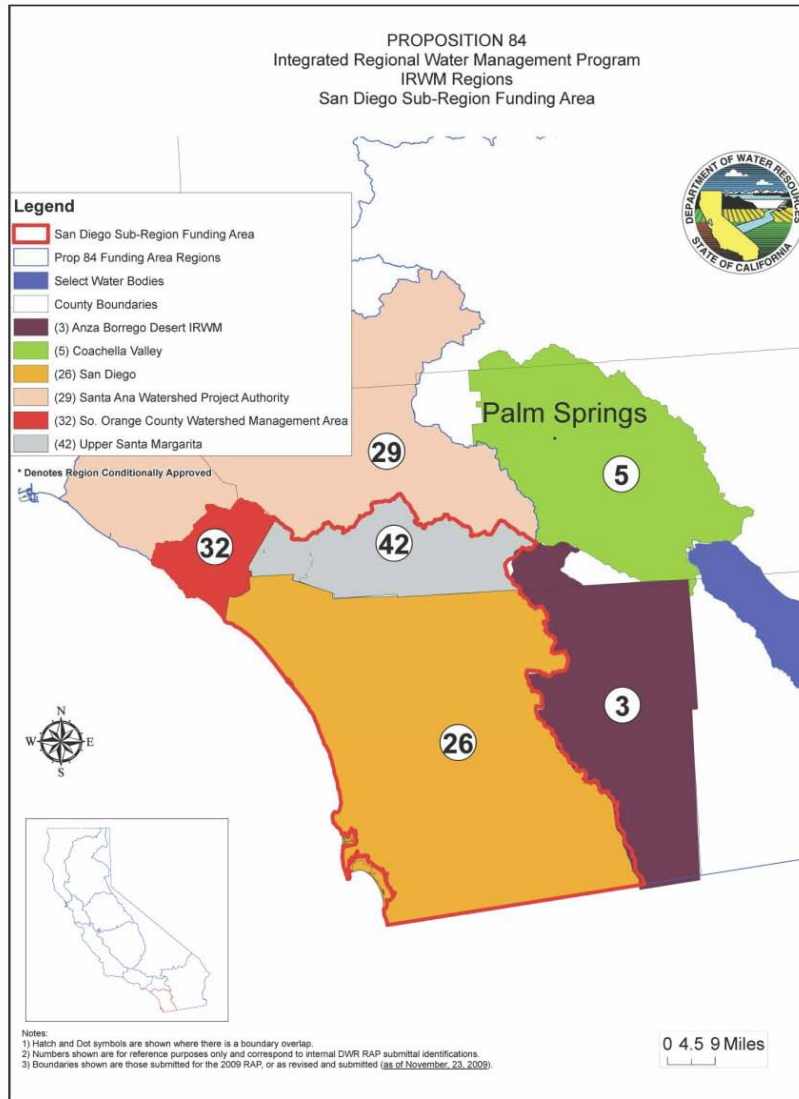 PROPOSITION 84
Integrated Regional Water Management Program
IRWM Regions
San Diego Sub-Region Funding Area
DEPARTMENT OF WATER RESOURCES
STATE OF CALIFORNIA
Legend
San Diego Sub-Region Funding Area
Prop 84 Funding Area Regions
Select Water Bodies
County Boundaries
(3) Anza Borrego Desert IRWM
(5) Coachella Valley
(26) San Diego
(29) Santa Ana Watershed Project Authority
(32) So. Orange County Watershed Management Area
(42) Upper Santa Margarita
* Denotes Region Conditionally Approved
Palm Springs
29
5
32
42
3
26
N
W E
S
Notes:
1) Hatch and Dot symbols are shown where there is a boundary overlap.
2) Numbers shown are for reference purposes only and correspond to internal DWR RAP submittal identifications.
3) Boundaries shown are those submitted for the 2009 RAP, or as revised and submitted (as of November, 23, 2009).
0 4.5 9 Miles